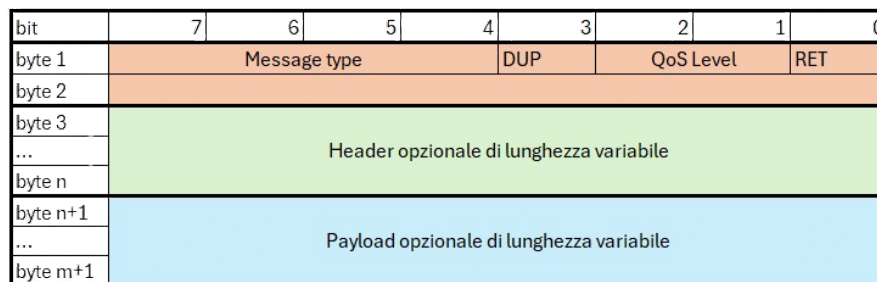 bit 7 6 5 4 3 2 1 0
byte 1 Message type DUP QoS Level RET
byte 2
byte 3
... Header opzionale di lunghezza variabile
byte n
byte n+1
... Payload opzionale di lunghezza variabile
byte m+1